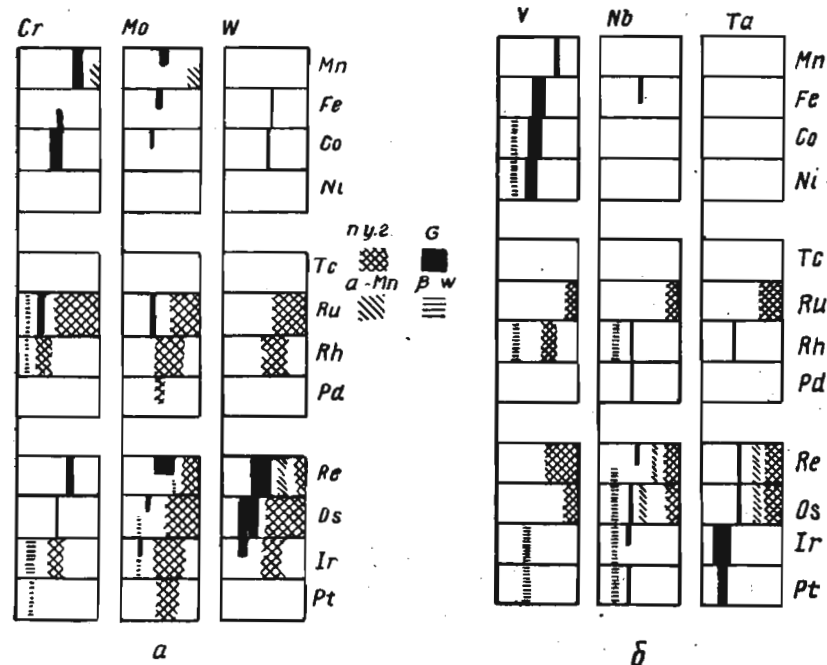 Cr Mo W
Mn
Fe
Co
Ni
п у.г G
α-Mn β-W
Tc
Ru
Rh
Pd
Re
Os
Ir
Pt
а
V Nb Ta
Mn
Fe
Co
Ni
Tc
Ru
Rh
Pd
Re
Os
Ir
Pt
б